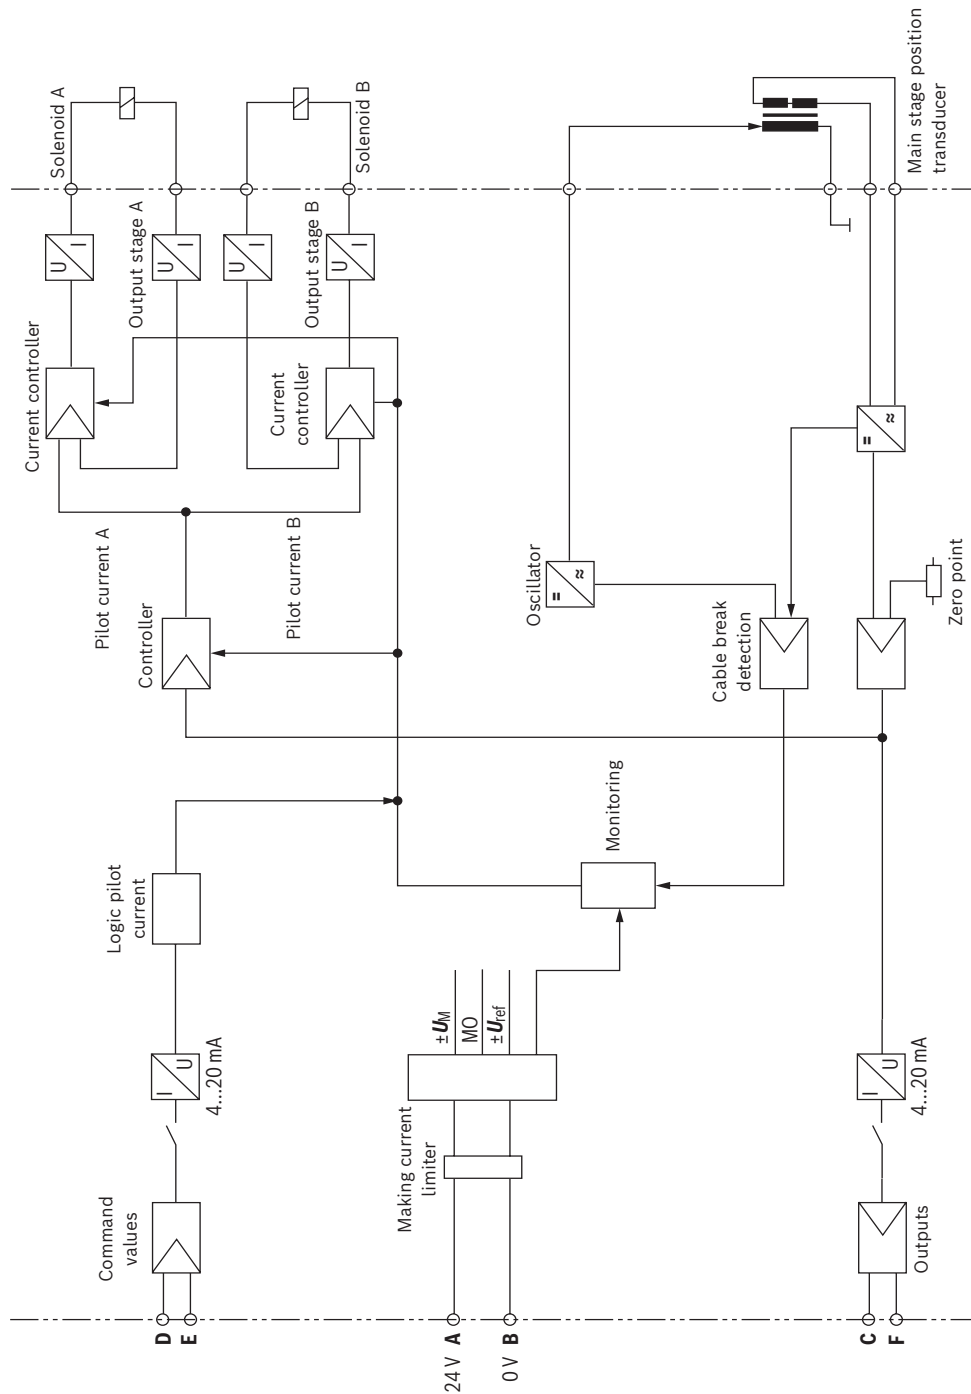 Command
values
D
E
I
U
4...20 mA
Logic pilot
current
Controller
Pilot current A
Pilot current B
Current controller
Current
controller
U
I
Output stage A
U
I
U
I
Output stage B
U
I
Solenoid A
Solenoid B
24 V A
0 V B
Making current
limiter
±UM
MO
±Uref
Monitoring
Cable break
detection
Oscillator
=
≈
=
≈
Main stage position
transducer
Zero point
C
F
Outputs
I
U
4...20 mA